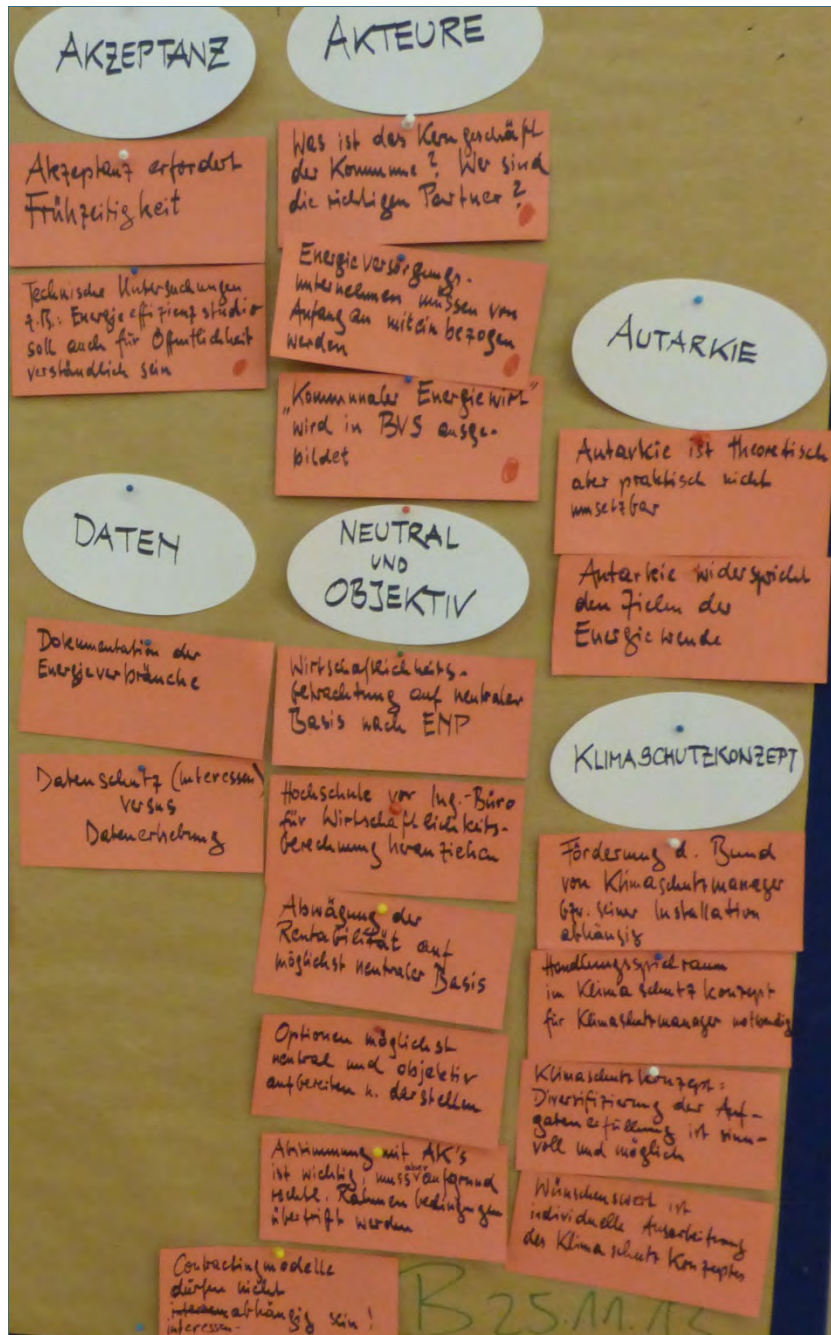 AKZEPTANZ
Akzeptanz erfordert
Frühzeitigkeit
Technische Untersuchungen
z.B.: Energieeffizienzstudie
soll auch für Öffentlichkeit
verständlich sein
AKTEURE
Was ist das Kerngeschäft
der Kommune? Wer sind
die richtigen Partner?
Energieversorgungs-
unternehmen müssen von
Anfang an mit einbezogen
werden
"Kommunaler Energiewirt"
wird in BVS ausge-
bildet
AUTARKIE
Autarkie ist theoretisch
aber praktisch nicht
umsetzbar
Autarkie widerspricht
den Zielen der
Energiewende
DATEN
Dokumentation der
Energieverbräuche
Datenschutz (Interessen)
versus
Datenerhebung
NEUTRAL
UND
OBJEKTIV
Wirtschaftlichkeits-
betrachtung auf neutraler
Basis nach ENP
Hochschule vor Ing.-Büro
für Wirtschaftlichkeits-
berechnung heranziehen
Abwägung der
Rentabilität auf
möglichst neutraler Basis
Optionen möglichst
neutral und objektiv
aufbereiten u. darstellen
Abstimmung mit AK's
ist wichtig, muss aber aufgrund
rechtl. Rahmenbedingungen
werden
Contractingmodelle
dürfen nicht
abhängig sein!
interessen-
KLIMASCHUTZKONZEPT
Förderung d. Bund
von Klimaschutzmanager
bzw. seiner Installation
abhängig
Handlungsspielraum
im Klimaschutzkonzept
für Klimaschutzmanager notwendig
Klimaschutzkonzept:
Diversifizierung der Auf-
gabenerfüllung ist sinn-
voll und möglich
Wünschenswert ist
individuelle Ausarbeitung
des Klimaschutz Konzeptes
B 25.11.12